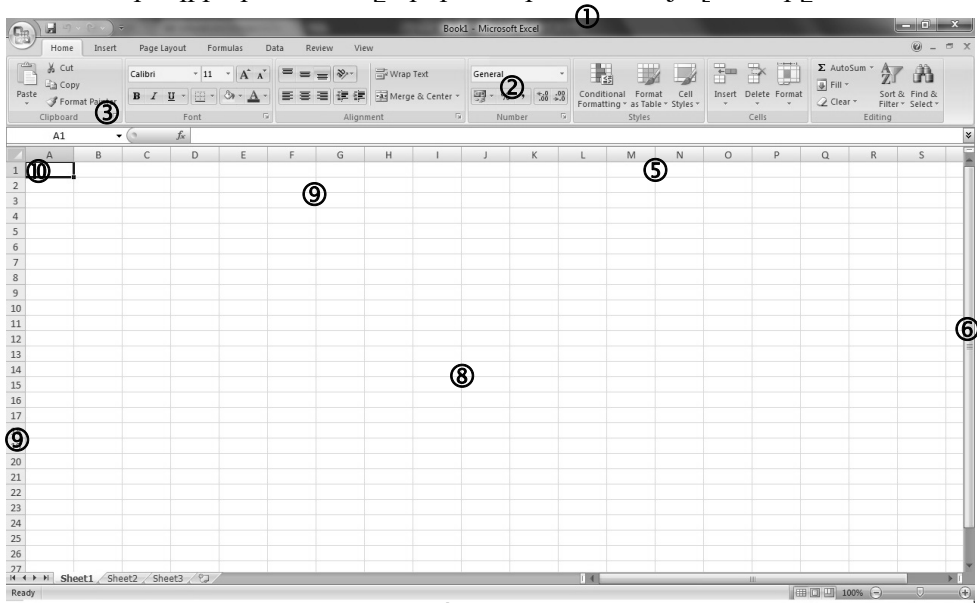 ①
Book1 - Microsoft Excel
Home Insert Page Layout Formulas Data Review View
Cut
Copy
Format Painter
Paste
Clipboard
③
Calibri 11 A A
B I U A
Font
Wrap Text
Merge & Center
Alignment
General
②
Number
Conditional Formatting
Format as Table
Cell Styles
Styles
Insert Delete Format
Cells
Σ AutoSum
Fill
Clear
Sort & Filter
Find & Select
Editing
A1 fx
A B C D E F G H I J K L M N O P Q R S
⑩
⑨
⑤
⑥
⑧
⑨
1
2
3
4
5
6
7
8
9
10
11
12
13
14
15
16
17
20
21
22
23
24
25
26
27
Sheet1 Sheet2 Sheet3
Ready 100%